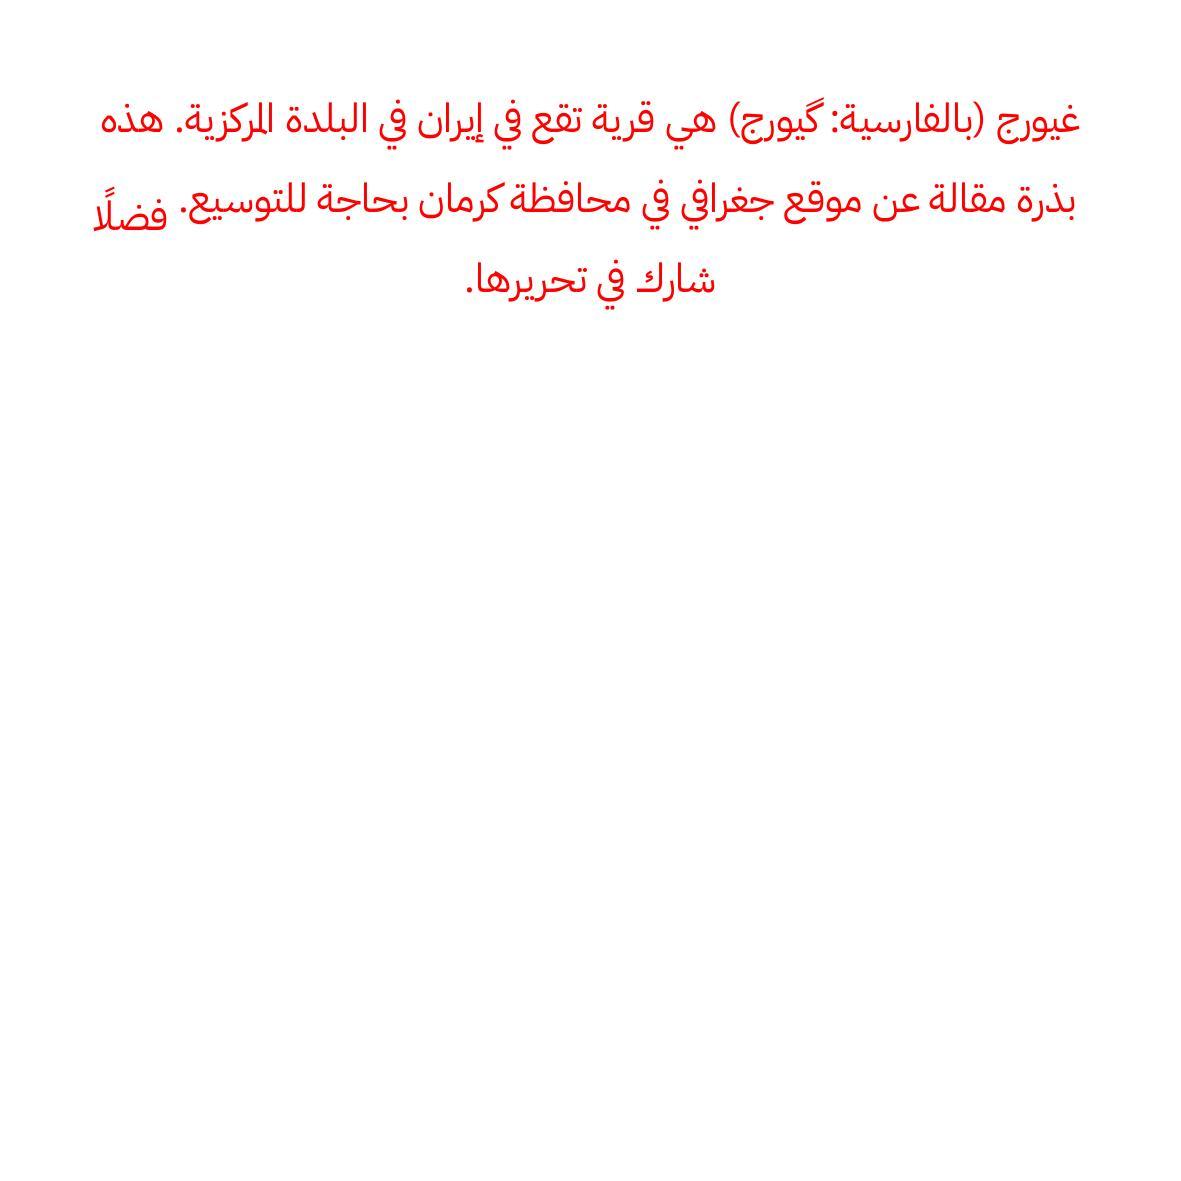 غيورج (بالفارسية: گيورج) هي قرية تقع في إيران في البلدة المركزية. هذه
بذرة مقالة عن موقع جغرافي في محافظة كرمان بحاجة للتوسيع. فضلًا
شارك في تحريرها.